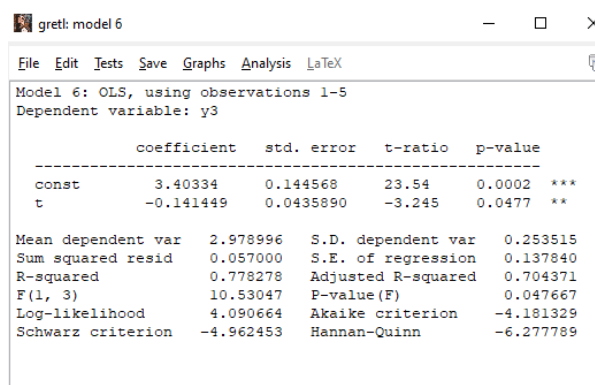 gretl: model 6
File Edit Tests Save Graphs Analysis LaTeX
Model 6: OLS, using observations 1-5
Dependent variable: y3
coefficient std. error t-ratio p-value
const 3.40334 0.144568 23.54 0.0002 ***
t -0.141449 0.0435890 -3.245 0.0477 **
Mean dependent var 2.978996 S.D. dependent var 0.253515
Sum squared resid 0.057000 S.E. of regression 0.137840
R-squared 0.778278 Adjusted R-squared 0.704371
F(1, 3) 10.53047 P-value(F) 0.047667
Log-likelihood 4.090664 Akaike criterion -4.181329
Schwarz criterion -4.962453 Hannan-Quinn -6.277789